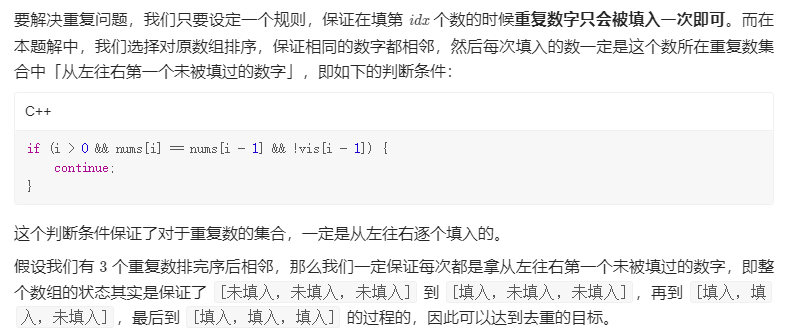 要解决重复问题，我们只要设定一个规则，保证在填第 idx 个数的时候重复数字只会被填入一次即可。而在
本题解中，我们选择对原数组排序，保证相同的数字都相邻，然后每次填入的数一定是这个数所在重复数集
合中「从左往右第一个未被填过的数字」，即如下的判断条件：
C++
if (i > 0 && nums[i] == nums[i - 1] && !vis[i - 1]) {
    continue;
}
这个判断条件保证了对于重复数的集合，一定是从左往右逐个填入的。
假设我们有 3 个重复数排完序后相邻，那么我们一定保证每次都是拿从左往右第一个未被填过的数字，即整
个数组的状态其实是保证了 [未填入，未填入，未填入] 到 [填入，未填入，未填入]，再到 [填入，填
入，未填入]，最后到 [填入，填入，填入] 的过程的，因此可以达到去重的目标。